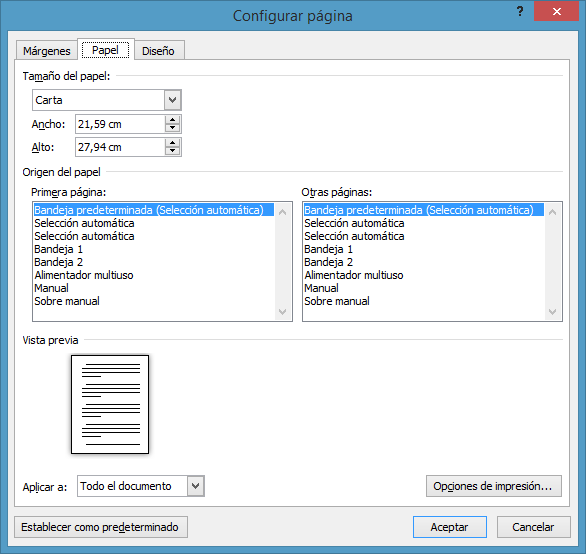 Configurar página
?
Márgenes Papel Diseño
Tamaño del papel:
Carta
Ancho: 21,59 cm
Alto: 27,94 cm
Origen del papel
Primera página:
Bandeja predeterminada (Selección automática)
Selección automática
Selección automática
Bandeja 1
Bandeja 2
Alimentador multiuso
Manual
Sobre manual
Otras páginas:
Bandeja predeterminada (Selección automática)
Selección automática
Selección automática
Bandeja 1
Bandeja 2
Alimentador multiuso
Manual
Sobre manual
Vista previa
Aplicar a: Todo el documento
Opciones de impresión...
Establecer como predeterminado
Aceptar
Cancelar